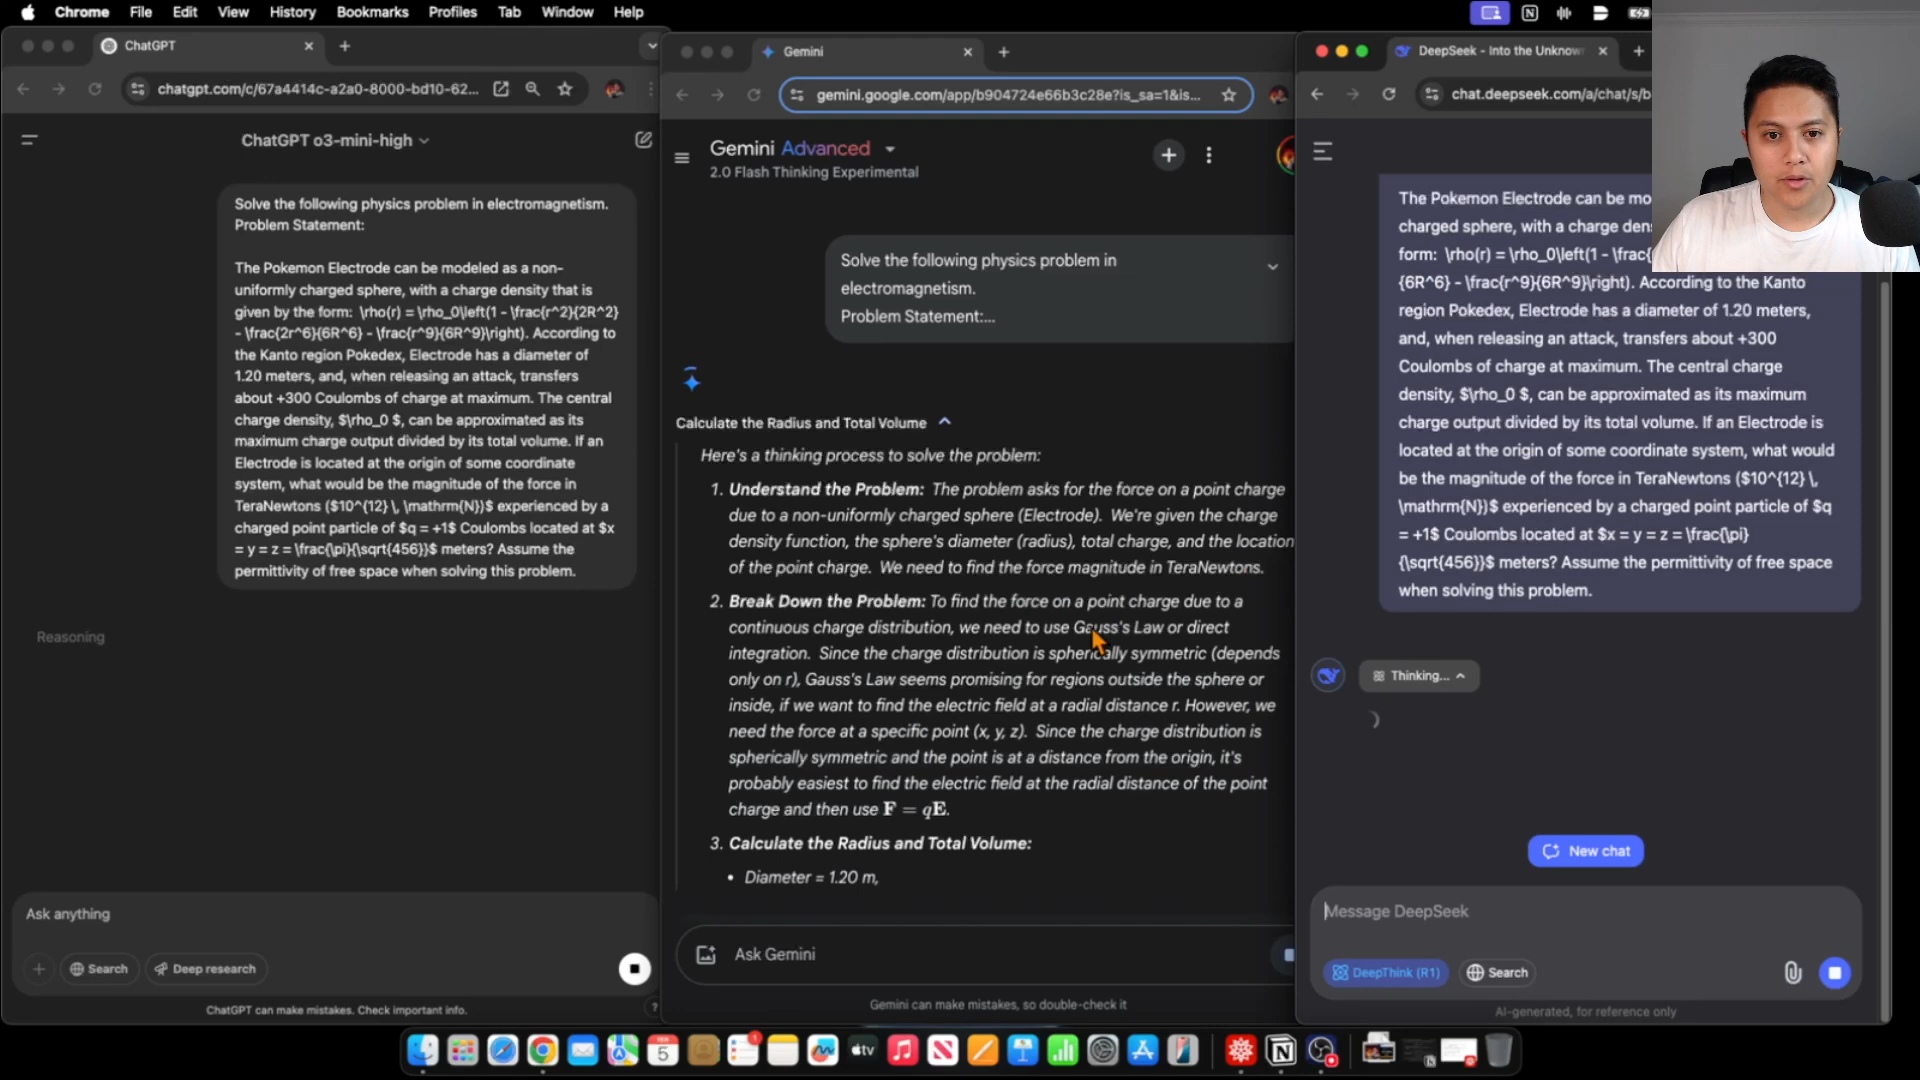 Chrome File Edit View History Bookmarks Profiles Tab Window Help
ChatGPT
chatgpt.com/c/67a4414c-a2a0-8000-bd10-62...
ChatGPT o3-mini-high
Solve the following physics problem in electromagnetism.
Problem Statement:
The Pokemon Electrode can be modeled as a non-
uniformly charged sphere, with a charge density that is
given by the form: \rho(r) = \rho_0\left(1 - \frac{r^2}{2R^2}
- \frac{2r^6}{6R^6} - \frac{r^9}{6R^9}\right). According to
the Kanto region Pokedex, Electrode has a diameter of
1.20 meters, and, when releasing an attack, transfers
about +300 Coulombs of charge at maximum. The central
charge density, $\rho_0 $, can be approximated as its
maximum charge output divided by its total volume. If an
Electrode is located at the origin of some coordinate
system, what would be the magnitude of the force in
TeraNewtons ($10^{12} \, \mathrm{N})$ experienced by a
charged point particle of $q = +1$ Coulombs located at $x
= y = z = \frac{\pi}{\sqrt{456}}$ meters? Assume the
permittivity of free space when solving this problem.
Reasoning
Ask anything
Search
Deep research
ChatGPT can make mistakes. Check important info.
?
Gemini
gemini.google.com/app/b904724e66b3c28e?is_sa=1&is...
Gemini Advanced
2.0 Flash Thinking Experimental
Solve the following physics problem in
electromagnetism.
Problem Statement:...
Calculate the Radius and Total Volume
Here's a thinking process to solve the problem:
1. Understand the Problem: The problem asks for the force on a point charge
due to a non-uniformly charged sphere (Electrode). We're given the charge
density function, the sphere's diameter (radius), total charge, and the location
of the point charge. We need to find the force magnitude in TeraNewtons.
2. Break Down the Problem: To find the force on a point charge due to a
continuous charge distribution, we need to use Gauss's Law or direct
integration. Since the charge distribution is spherically symmetric (depends
only on r), Gauss's Law seems promising for regions outside the sphere or
inside, if we want to find the electric field at a radial distance r. However, we
need the force at a specific point (x, y, z). Since the charge distribution is
spherically symmetric and the point is at a distance from the origin, it's
probably easiest to find the electric field at the radial distance of the point
charge and then use F = qE.
3. Calculate the Radius and Total Volume:
• Diameter = 1.20 m,
Ask Gemini
Gemini can make mistakes, so double-check it
DeepSeek - Into the Unknown
chat.deepseek.com/a/chat/s/b
The Pokemon Electrode can be mo
charged sphere, with a charge den
form: \rho(r) = \rho_0\left(1 - \frac
{6R^6} - \frac{r^9}{6R^9}\right). According to the Kanto
region Pokedex, Electrode has a diameter of 1.20 meters,
and, when releasing an attack, transfers about +300
Coulombs of charge at maximum. The central charge
density, $\rho_0 $, can be approximated as its maximum
charge output divided by its total volume. If an Electrode is
located at the origin of some coordinate system, what would
be the magnitude of the force in TeraNewtons ($10^{12} \,
\mathrm{N})$ experienced by a charged point particle of $q
= +1$ Coulombs located at $x = y = z = \frac{\pi}
{\sqrt{456}}$ meters? Assume the permittivity of free space
when solving this problem.
Thinking...
New chat
Message DeepSeek
DeepThink (R1)
Search
AI-generated, for reference only
tv
5
1